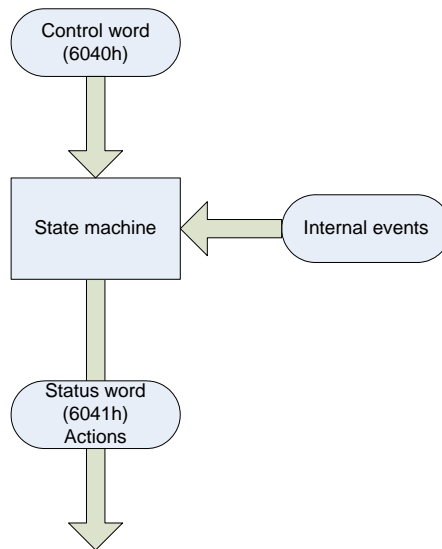 Control word
(6040h)
State machine
Internal events
Status word
(6041h)
Actions